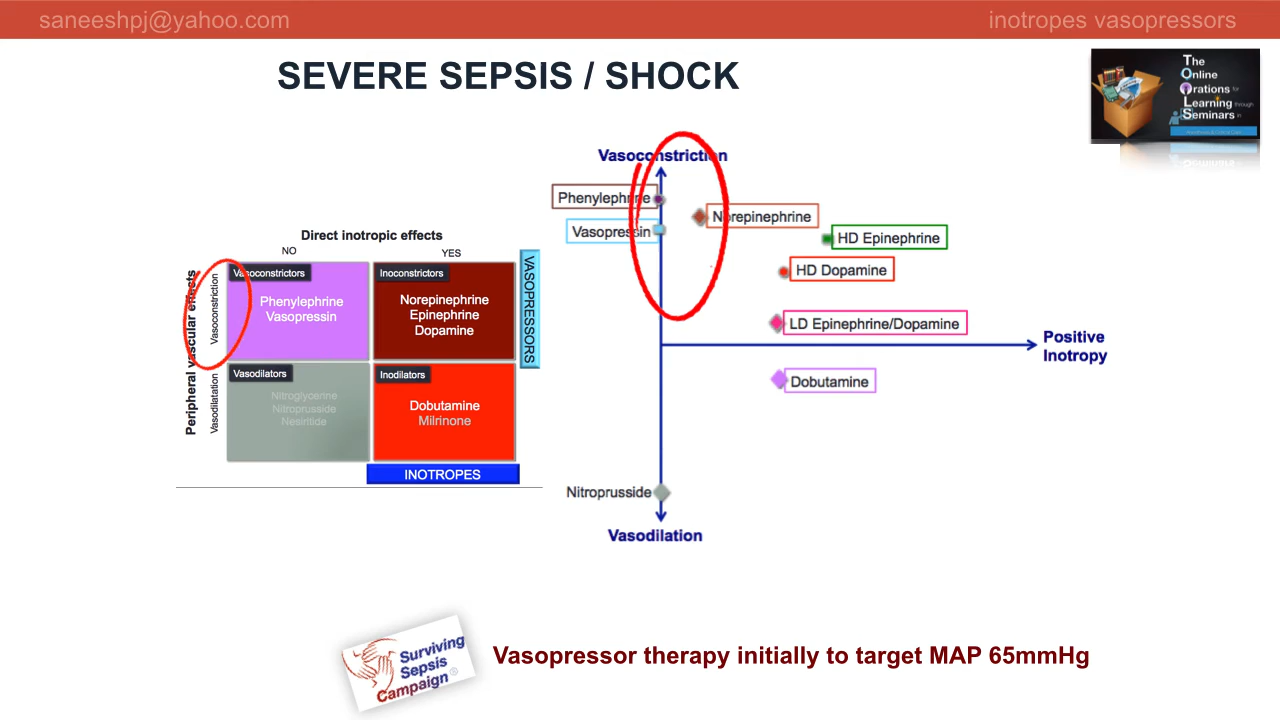 saneeshpj@yahoo.com
inotropes vasopressors
SEVERE SEPSIS / SHOCK
The
Online
Orations for
Learning through
Seminars in
Direct inotropic effects
NO
YES
Peripheral vascular effects
Vasoconstriction
Vasodilatation
Vasoconstrictors
Phenylephrine
Vasopressin
Inoconstrictors
Norepinephrine
Epinephrine
Dopamine
VASOPRESSORS
Vasodilators
Nitroglycerine
Nitroprusside
Nesiritide
Inodilators
Dobutamine
Milrinone
INOTROPES
Vasoconstriction
Phenylephrine
Vasopressin
Norepinephrine
HD Epinephrine
HD Dopamine
LD Epinephrine/Dopamine
Positive
Inotropy
Dobutamine
Nitroprusside
Vasodilation
Surviving
Sepsis
Campaign®
Vasopressor therapy initially to target MAP 65mmHg